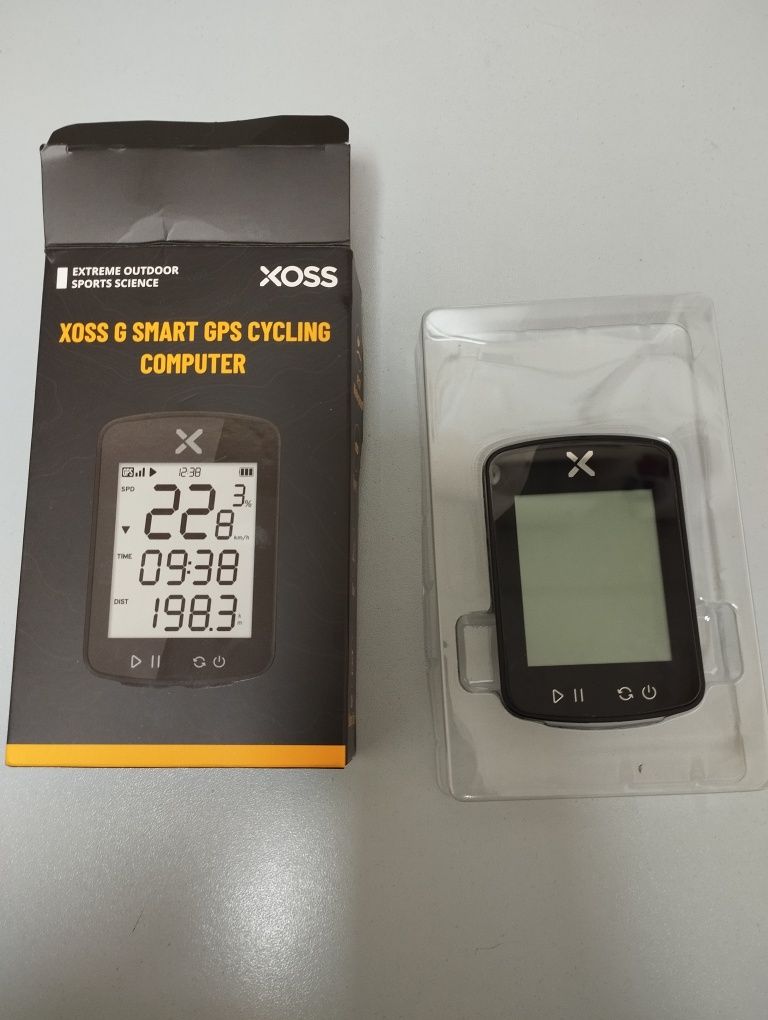 EXTREME OUTDOOR
SPORTS SCIENCE
XOSS
XOSS G SMART GPS CYCLING
COMPUTER
GPS 12:38
SPD 22.8 3%
km/h
TIME 09:38
DIST 198.3 k
m